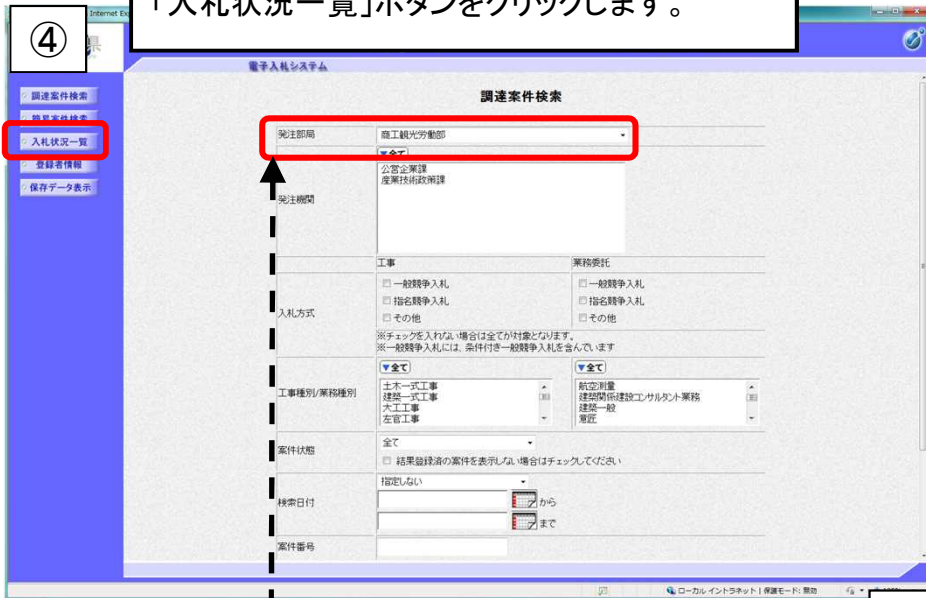 Internet Ex
「入札状況一覧」ボタンをクリックします。
④
県
電子入札システム
調達案件検索
調達案件検索
簡易案件検索
入札状況一覧
登録者情報
保存データ表示
発注部局 商工観光労働部
▼全て
発注機関
公営企業課
産業技術政策課
工事 業務委託
入札方式
一般競争入札 一般競争入札
指名競争入札 指名競争入札
その他 その他
※チェックを入れない場合は全てが対象となります。
※一般競争入札には、条件付き一般競争入札を含んでいます
▼全て ▼全て
工事種別/業務種別
土木一式工事 航空測量
建築一式工事 建築関係建設コンサルタント業務
大工工事 建築一般
左官工事 意匠
案件状態 全て
結果登録済の案件を表示しない場合はチェックしてください
検索日付 指定しない
から
まで
案件番号
ローカル イントラネット | 保護モード: 無効